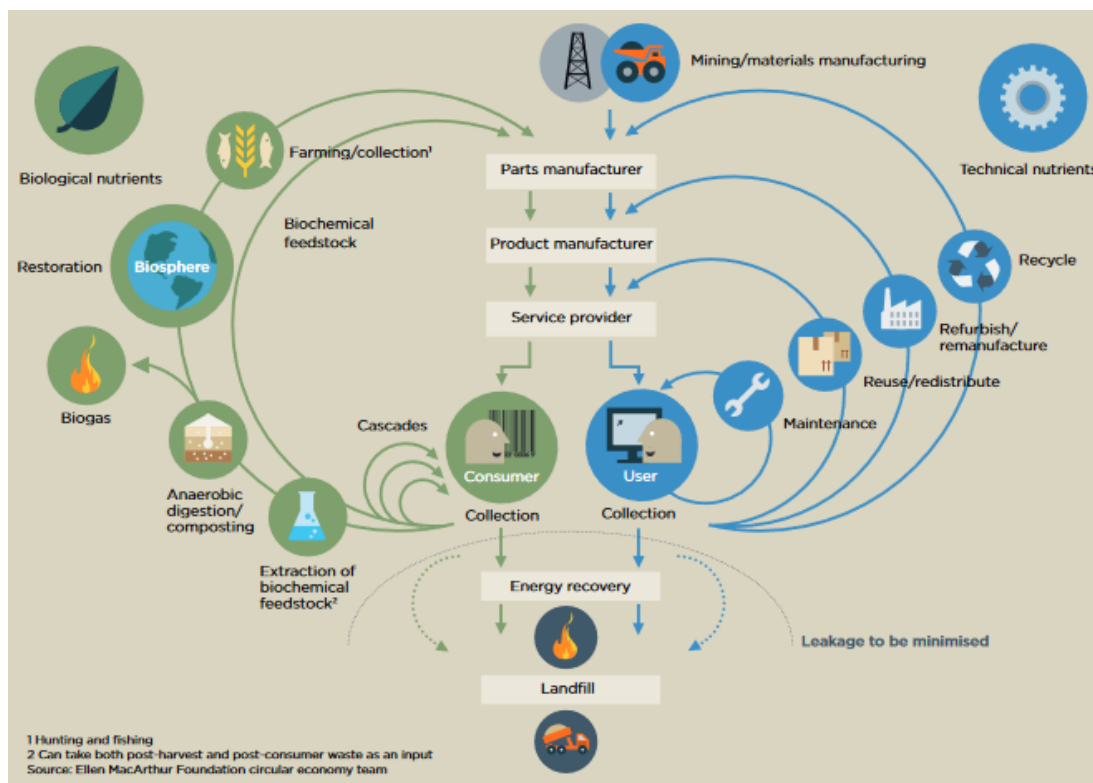 Mining/materials manufacturing
Biological nutrients
Farming/collection¹
Technical nutrients
Parts manufacturer
Biochemical
feedstock
Product manufacturer
Restoration
Biosphere
Recycle
Service provider
Refurbish/
remanufacture
Reuse/redistribute
Biogas
Cascades
Maintenance
Consumer
User
Anaerobic
digestion/
composting
Collection
Collection
Extraction of
biochemical
feedstock²
Energy recovery
Leakage to be minimised
Landfill
1 Hunting and fishing
2 Can take both post-harvest and post-consumer waste as an input
Source: Ellen MacArthur Foundation circular economy team